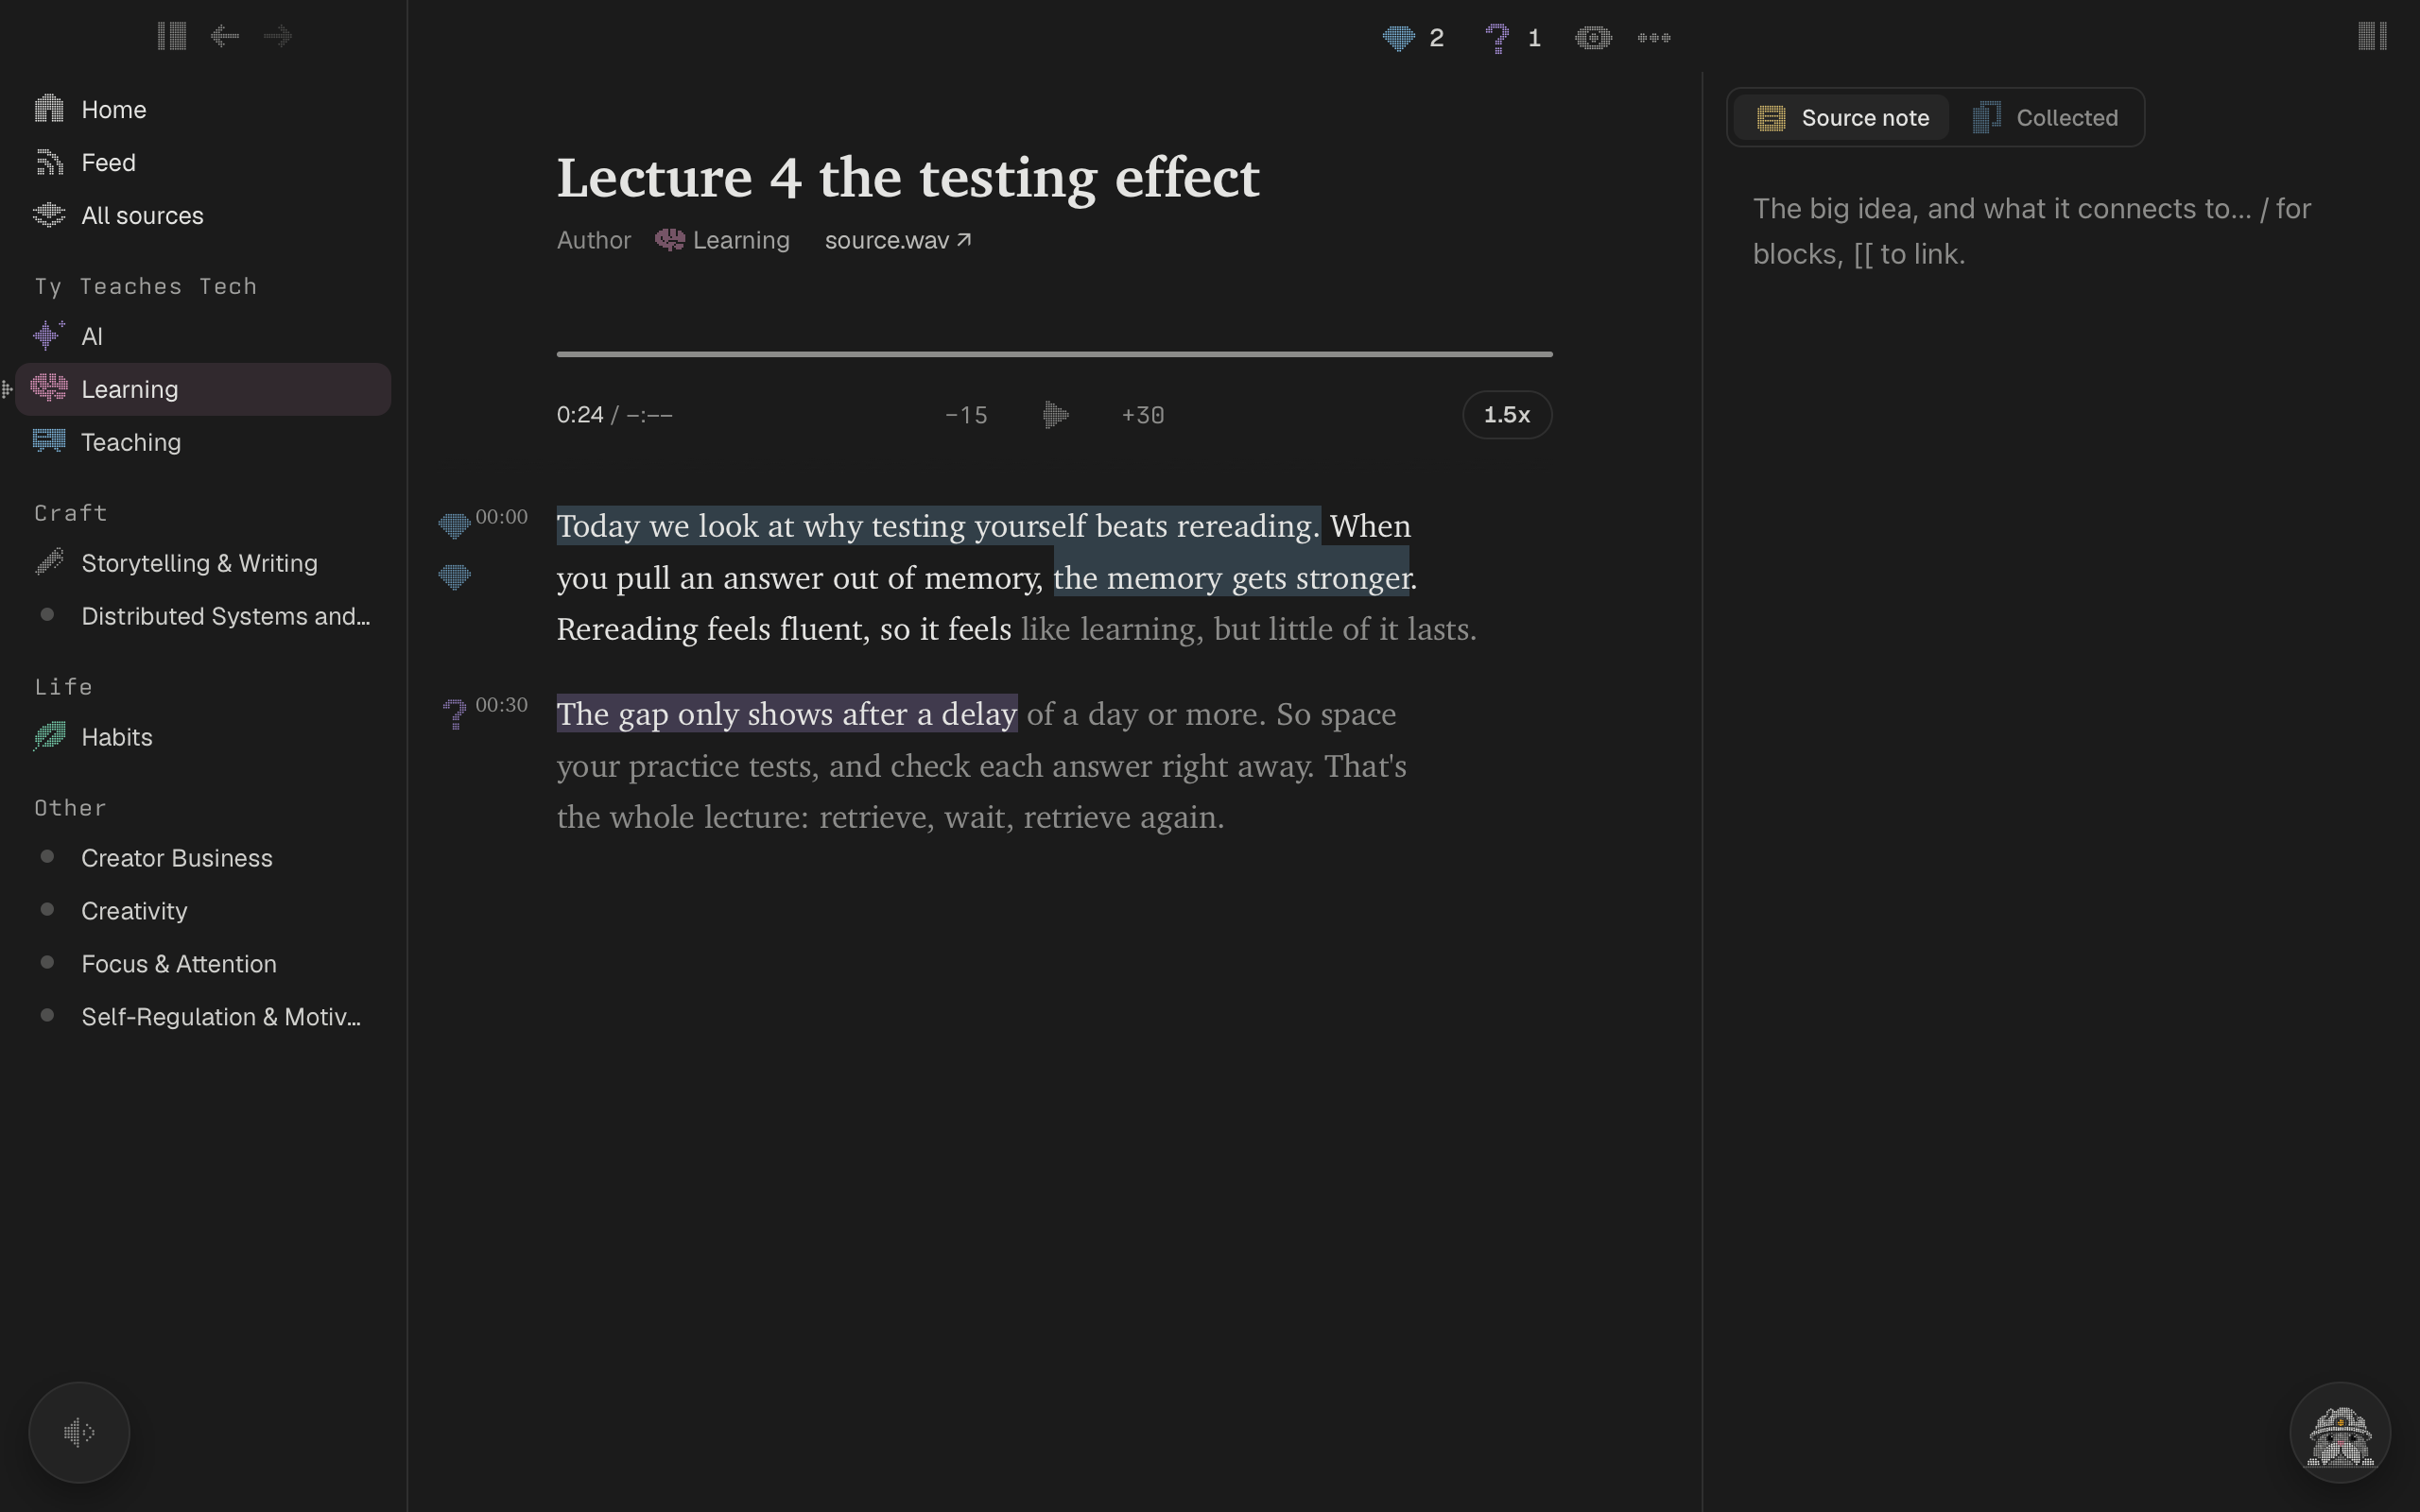 2 1
Home
Feed
All sources
Ty Teaches Tech
AI
Learning
Teaching
Craft
Storytelling & Writing
Distributed Systems and...
Life
Habits
Other
Creator Business
Creativity
Focus & Attention
Self-Regulation & Motiv...
Lecture 4 the testing effect
Author Learning source.wav ↗
0:24 / –:–– −15 +30 1.5x
00:00 Today we look at why testing yourself beats rereading. When
you pull an answer out of memory, the memory gets stronger.
Rereading feels fluent, so it feels like learning, but little of it lasts.
00:30 The gap only shows after a delay of a day or more. So space
your practice tests, and check each answer right away. That's
the whole lecture: retrieve, wait, retrieve again.
Source note Collected
The big idea, and what it connects to... / for
blocks, [[ to link.